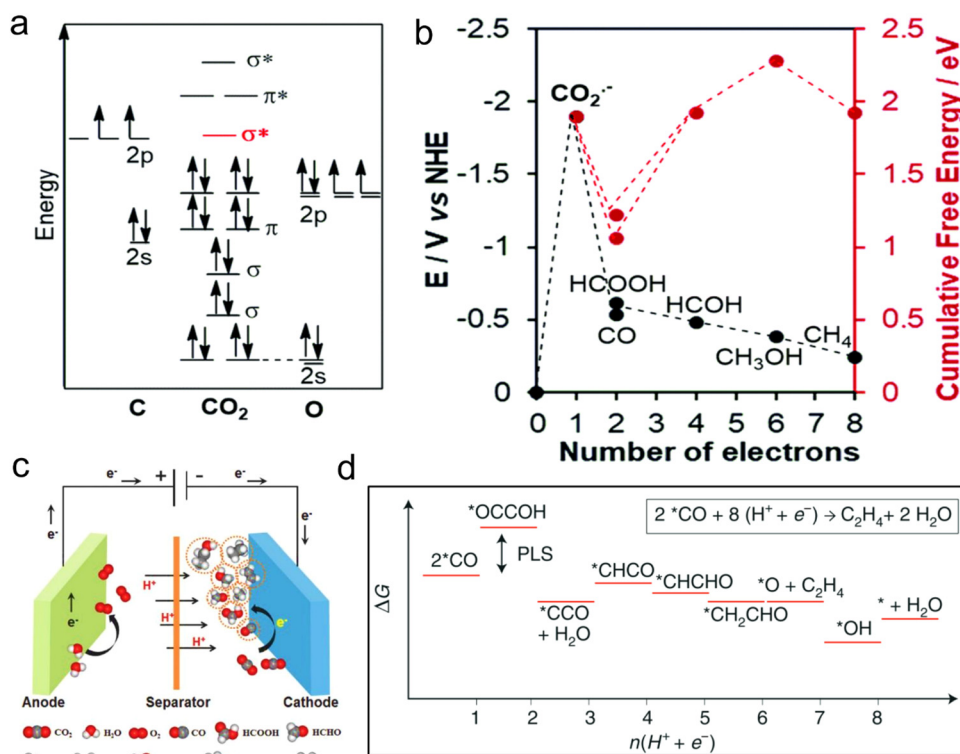 a
Energy
σ*
π*
σ*
2p
2s
π
σ
σ
2p
2s
C
CO2
O
b
E / V vs NHE
-2.5
-2
-1.5
-1
-0.5
0
CO2·-
HCOOH
CO
HCOH
CH3OH
CH4
2.5
2
1.5
1
0.5
0
Cumulative Free Energy / eV
0 1 2 3 4 5 6 7 8
Number of electrons
c
e-
+ -
e-
e-
e-
e-
H+
H+
H+
H+
e-
Anode
Separator
Cathode
CO2 H2O O2 CO HCOOH HCHO
d
ΔG
2 *CO + 8 (H+ + e−) → C2H4+ 2 H2O
*OCCOH
2*CO
PLS
*CCO
+ H2O
*CHCO
*CHCHO
*CH2CHO
*O + C2H4
*OH
* + H2O
1 2 3 4 5 6 7 8
n(H+ + e−)